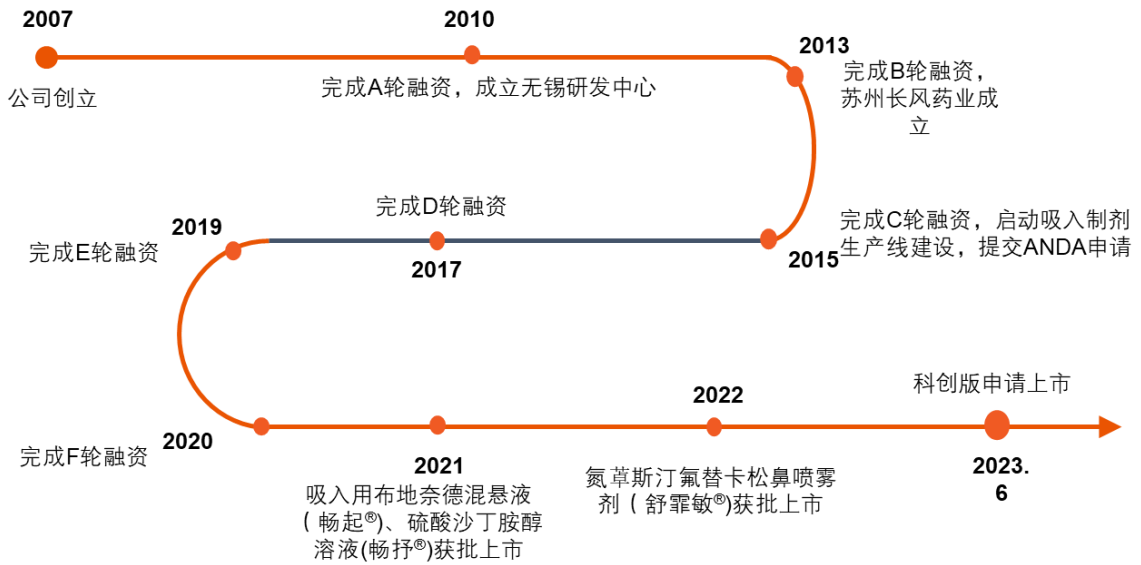 2007
公司创立
2010
完成A轮融资，成立无锡研发中心
2013
完成B轮融资，
苏州长风药业成
立
完成C轮融资，启动吸入制剂
生产线建设，提交ANDA申请
2015
完成D轮融资
2017
2019
完成E轮融资
2020
完成F轮融资
2021
吸入用布地奈德混悬液
（畅起®)、硫酸沙丁胺醇
溶液(畅抒®)获批上市
2022
氮䓬斯汀氟替卡松鼻喷雾
剂（舒霏敏®)获批上市
科创版申请上市
2023.
6